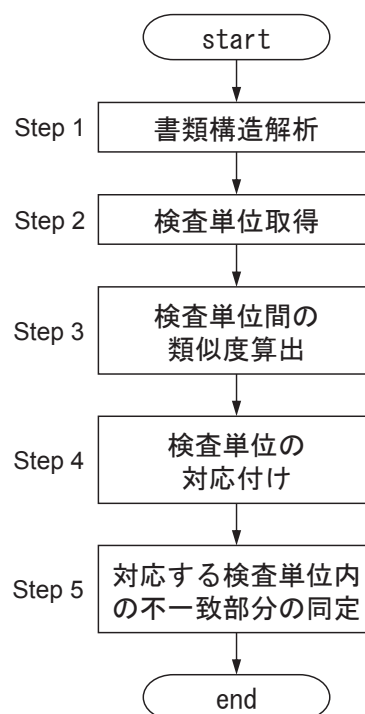 start
Step 1
書類構造解析
Step 2
検査単位取得
Step 3
検査単位間の
類似度算出
Step 4
検査単位の
対応付け
Step 5
対応する検査単位内
の不一致部分の同定
end